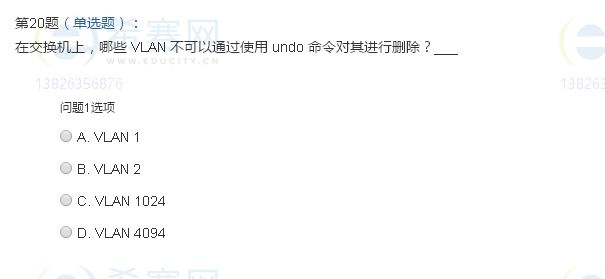 第20题（单选题）：
希赛网
在交换机上，哪些 VLAN 不可以通过使用 undo 命令对其进行删除？___
WWW.EDUCITY.CN
13826356876
138263
问题1选项
A. VLAN 1
B. VLAN 2
C. VLAN 1024
D. VLAN 4094
希赛网